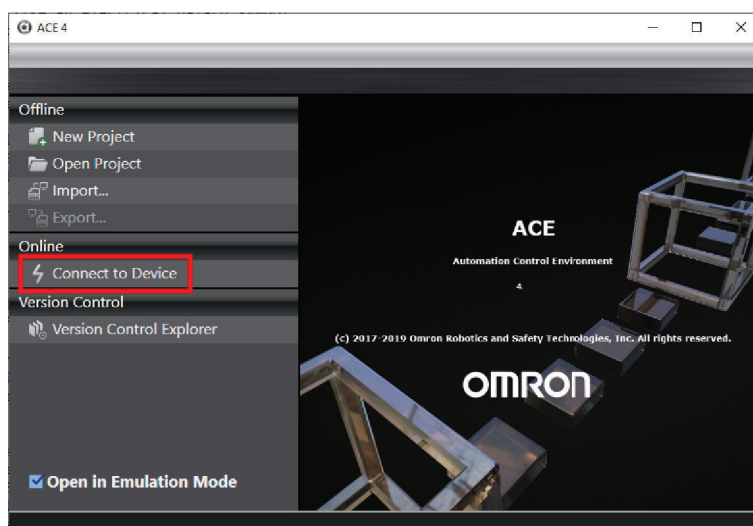 ACE 4
Offline
New Project
Open Project
Import...
Export...
Online
Connect to Device
Version Control
Version Control Explorer
Open in Emulation Mode
ACE
Automation Control Environment
4.
(c) 2017-2019 Omron Robotics and Safety Technologies, Inc. All rights reserved.
OMRON